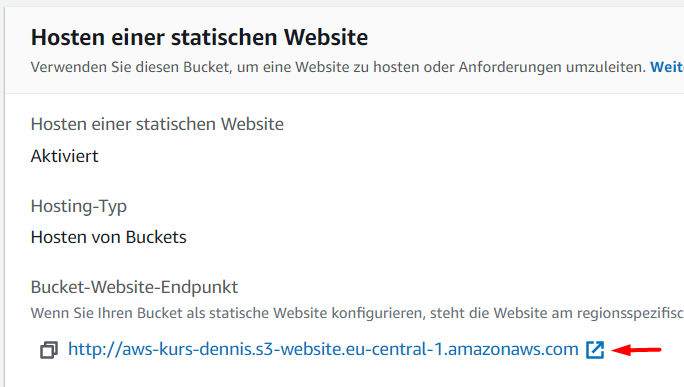 Hosten einer statischen Website
Verwenden Sie diesen Bucket, um eine Website zu hosten oder Anforderungen umzuleiten.
Hosten einer statischen Website
Aktiviert
Hosting-Typ
Hosten von Buckets
Bucket-Website-Endpunkt
Wenn Sie Ihren Bucket als statische Website konfigurieren, steht die Website am
http://aws-kurs-dennis.s3-website.eu-central-1.amazonaws.com